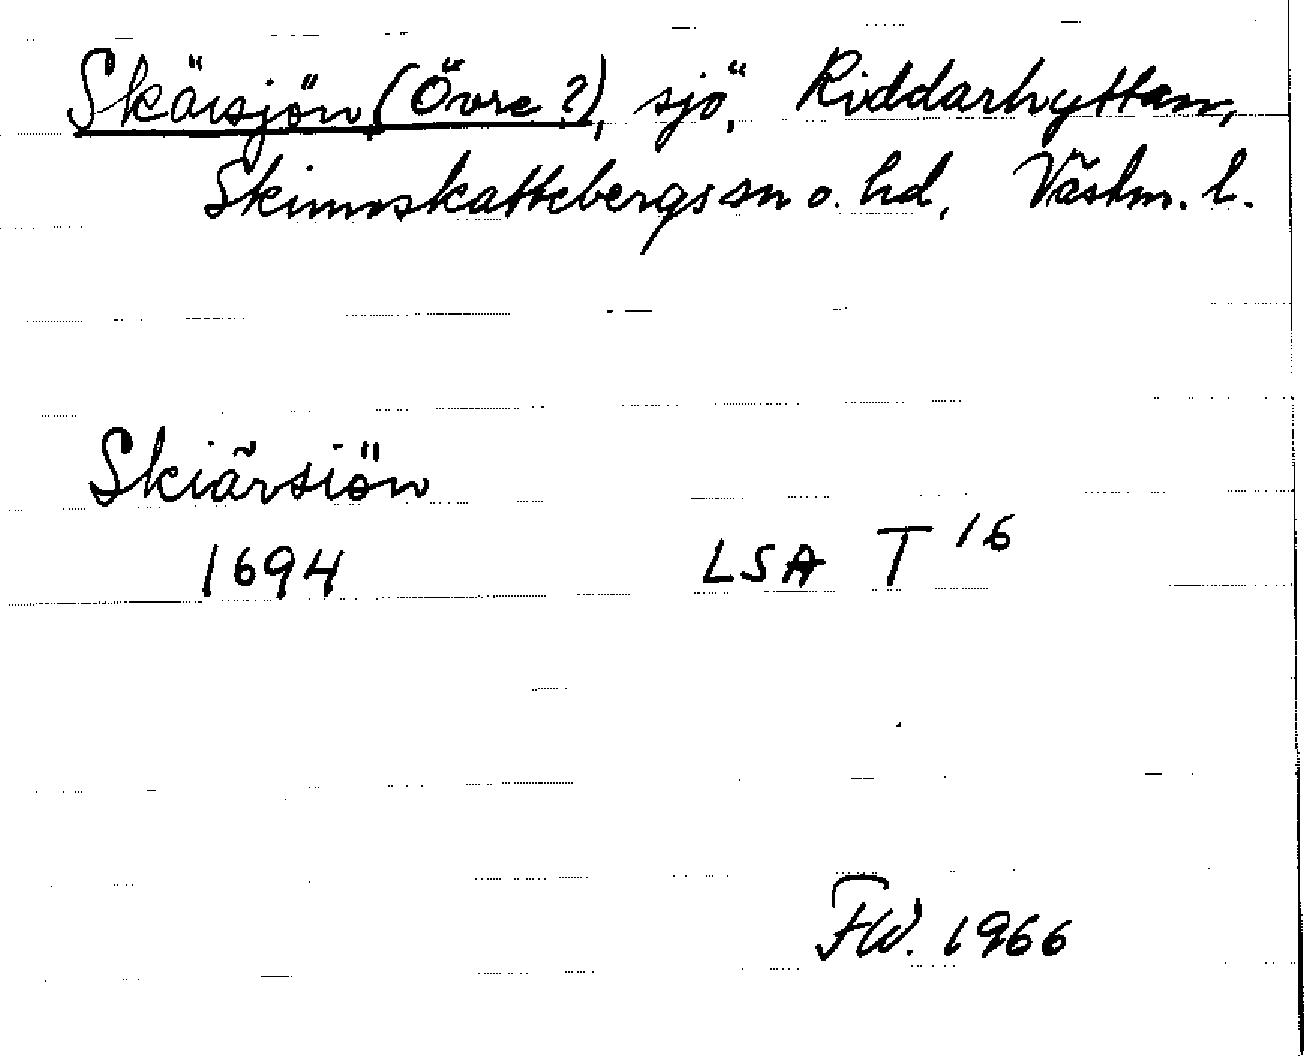 Skärsjön (Övre?), sjö, Riddarhyttan,
Skinnskattebergs sn o. hd, Västm. l.
Skiärsiön
1694 LSA T 16
FW. 1966